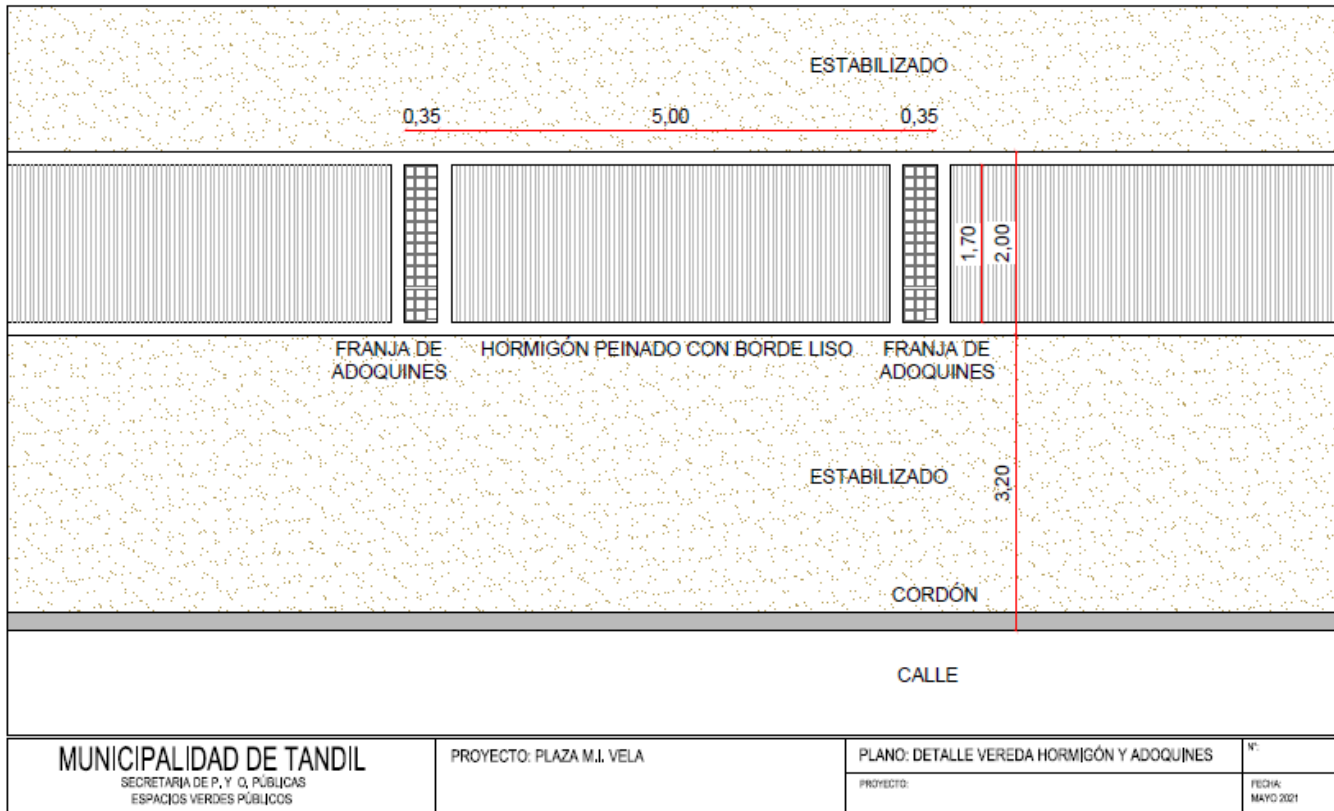 ESTABILIZADO
0,35 5,00 0,35
1,70
2,00
FRANJA DE
ADOQUINES
HORMIGÓN PEINADO CON BORDE LISO
FRANJA DE
ADOQUINES
ESTABILIZADO
3,20
CORDÓN
CALLE
MUNICIPALIDAD DE TANDIL
SECRETARIA DE P. Y O. PÚBLICAS
ESPACIOS VERDES PÚBLICOS
PROYECTO: PLAZA M.I. VELA
PLANO: DETALLE VEREDA HORMIGÓN Y ADOQUINES
PROYECTO:
N°:
FECHA:
MAYO 2021